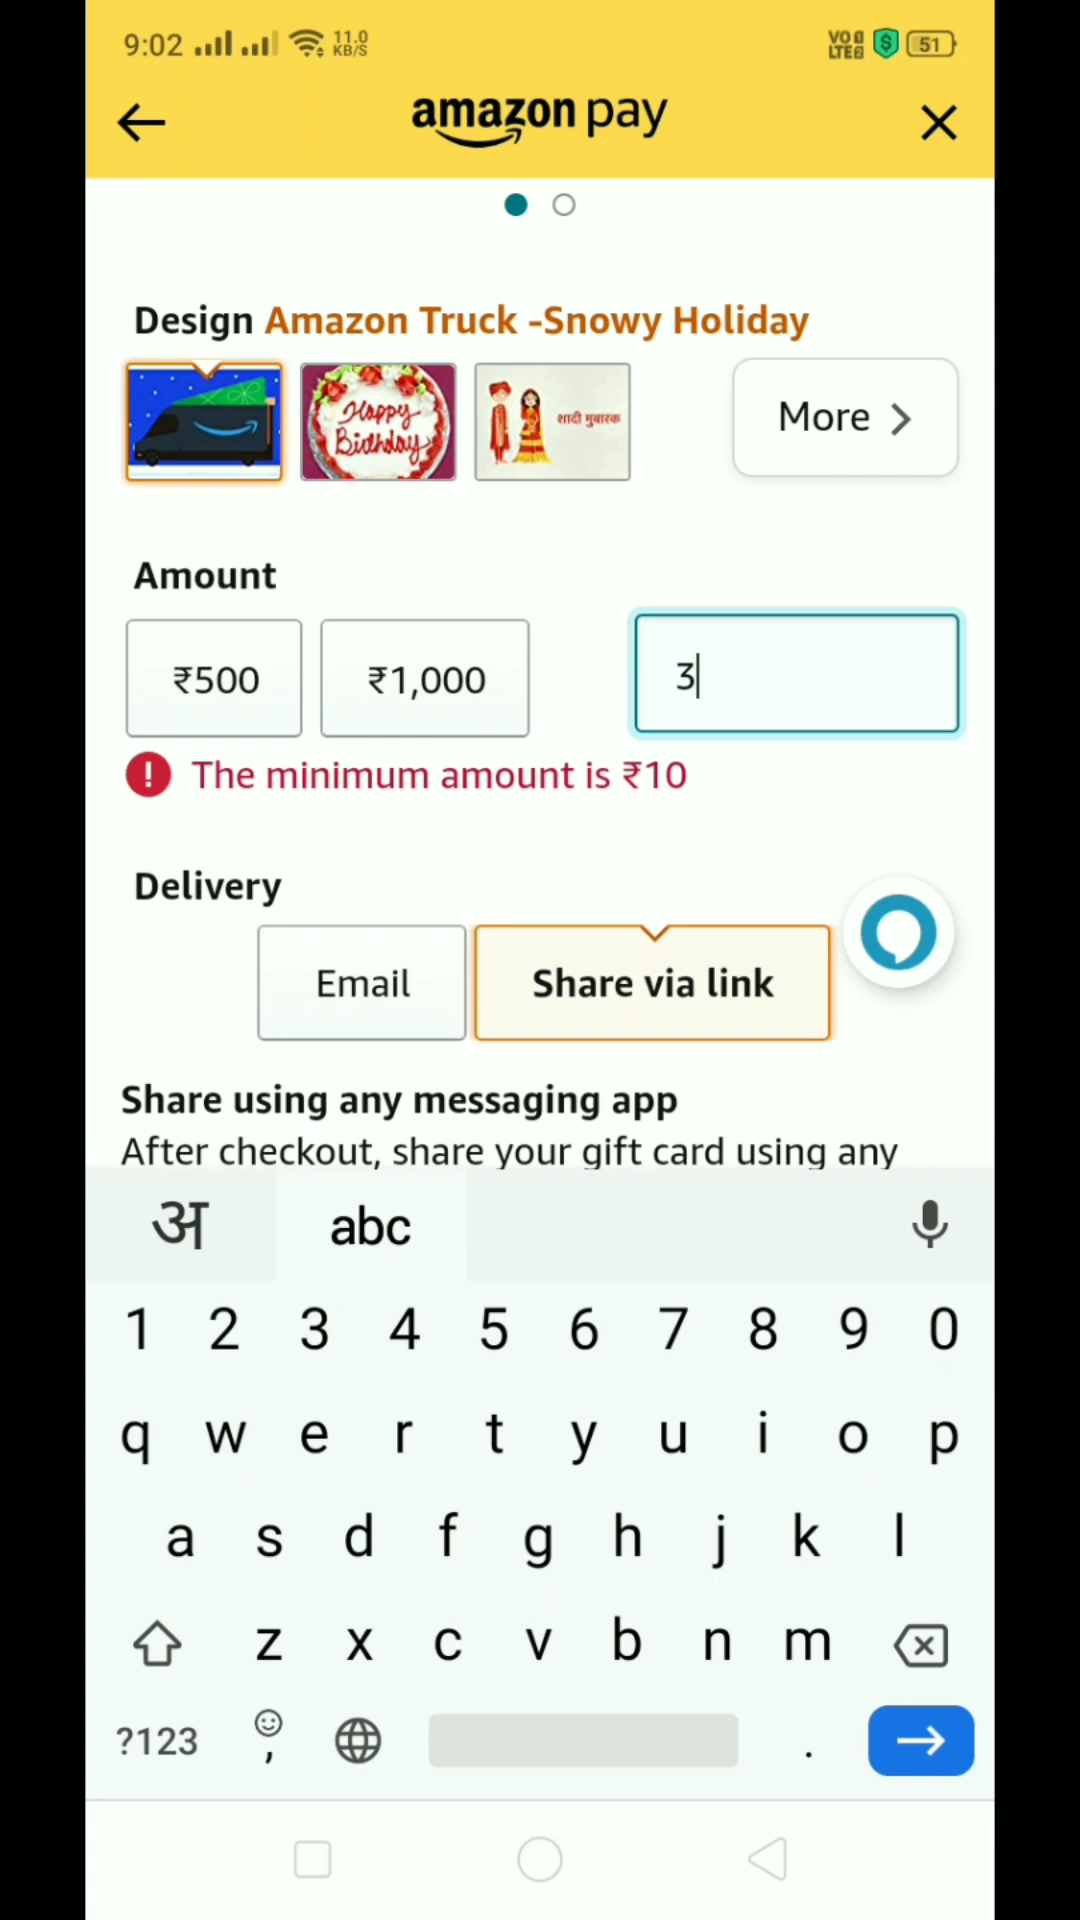 9:02 11.0 KB/S VO LTE 51
amazon pay
Design Amazon Truck -Snowy Holiday
Happy Birthday
शादी मुबारक
More
Amount
₹500 ₹1,000 3
! The minimum amount is ₹10
Delivery
Email Share via link
Share using any messaging app
After checkout, share your gift card using any
अ abc
1 2 3 4 5 6 7 8 9 0
q w e r t y u i o p
a s d f g h j k l
z x c v b n m
?123 , .